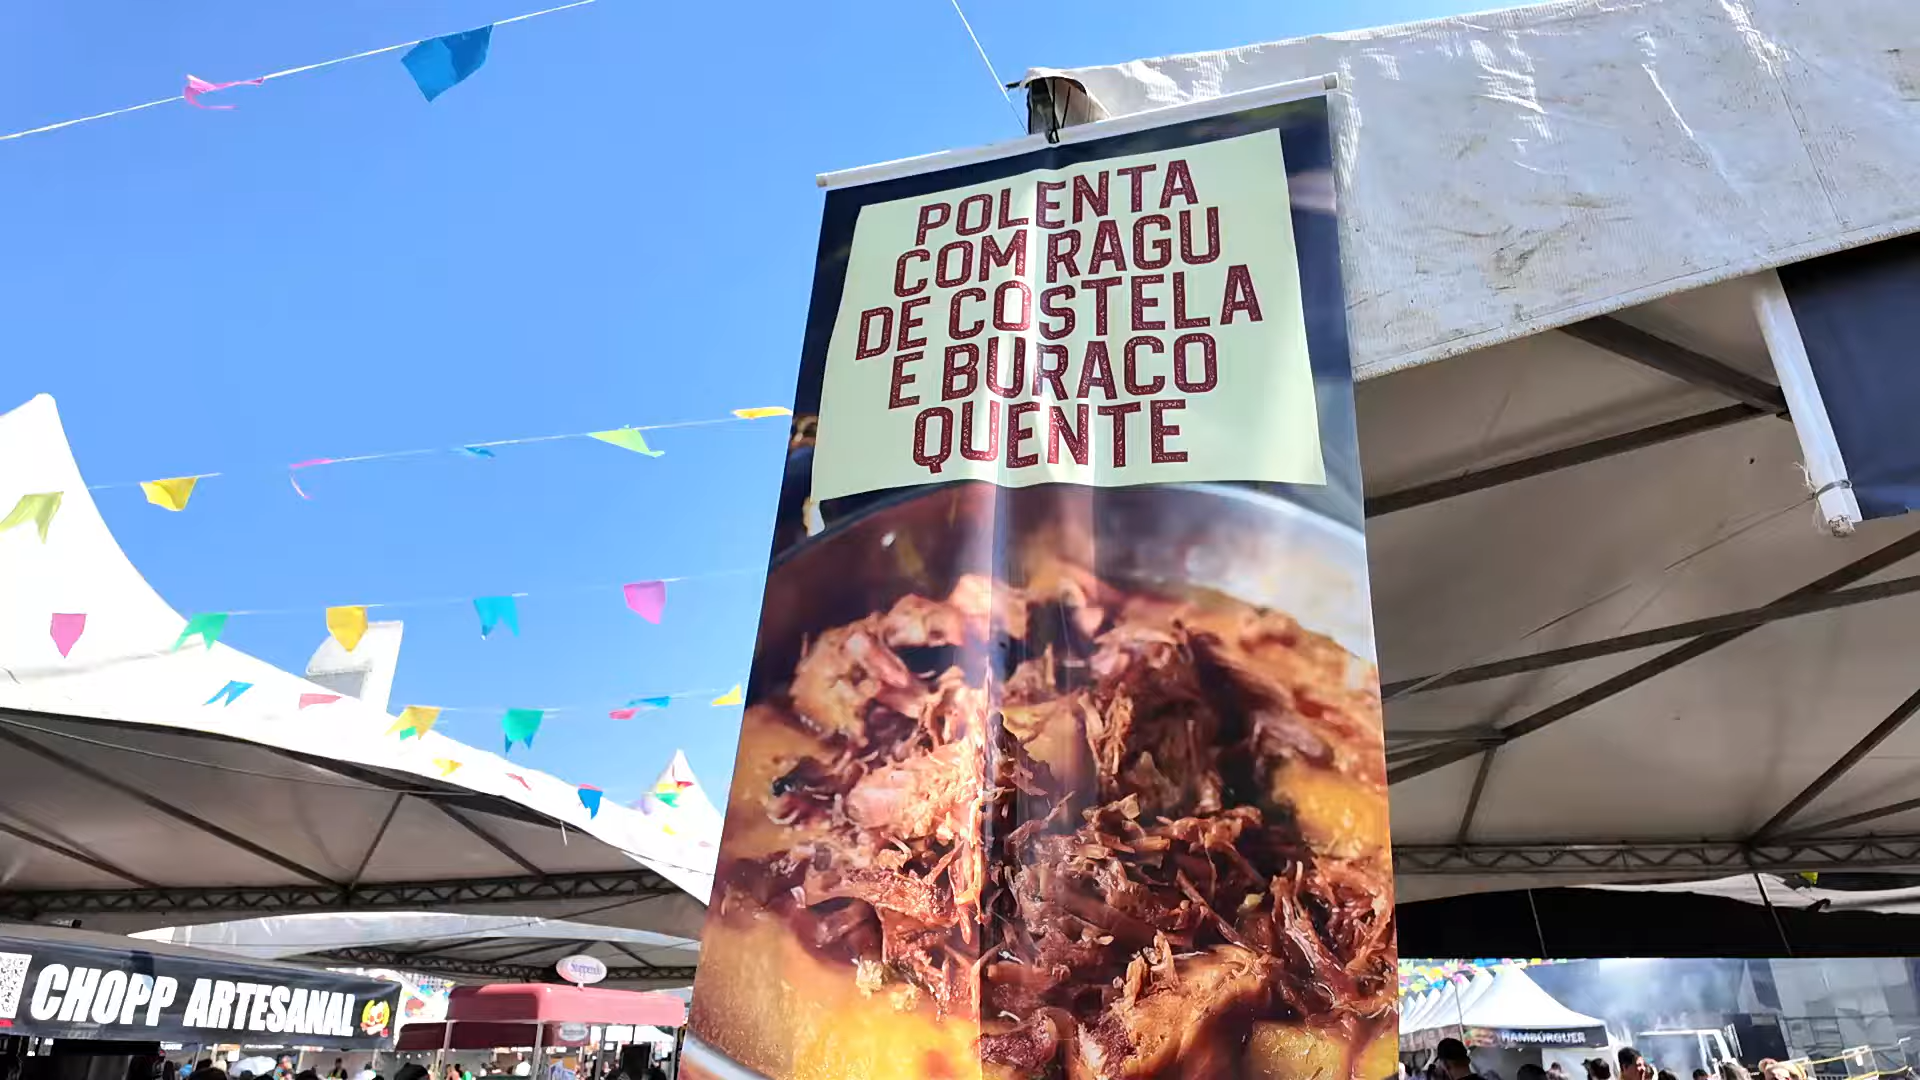 POLENTA
COM RAGU
DE COSTELA
E BURACO
QUENTE
CHOPP ARTESANAL
HAMBÚRGUER